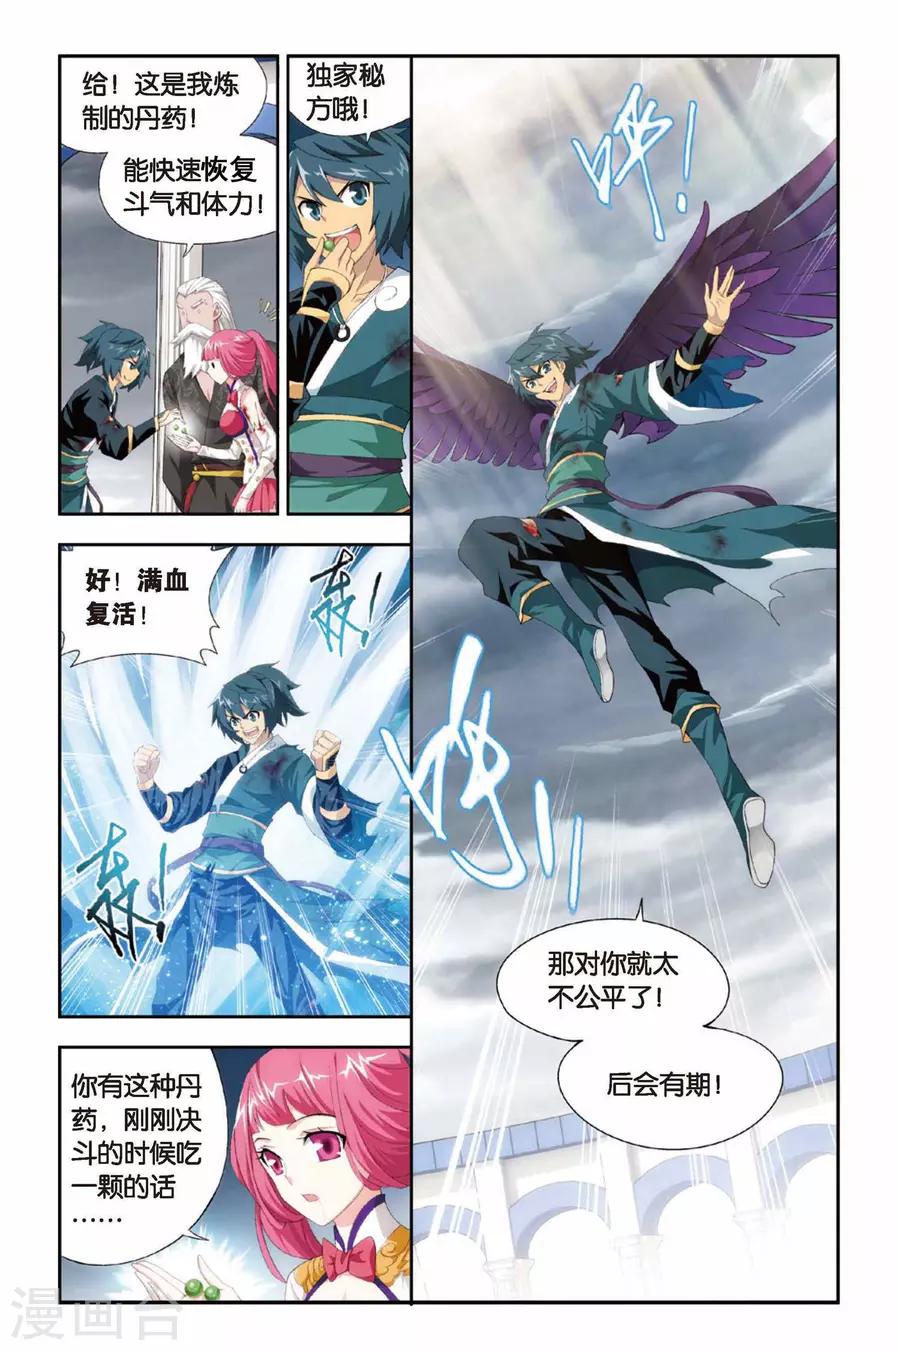 给！这是我炼
制的丹药！
能快速恢复
斗气和体力！
独家秘
方哦！
好！满血
复活！
轰！
轰！
你有这种丹
药，刚刚决
斗的时候吃
一颗的话
……
哗！
哗！
那对你就太
不公平了！
后会有期！
漫画台